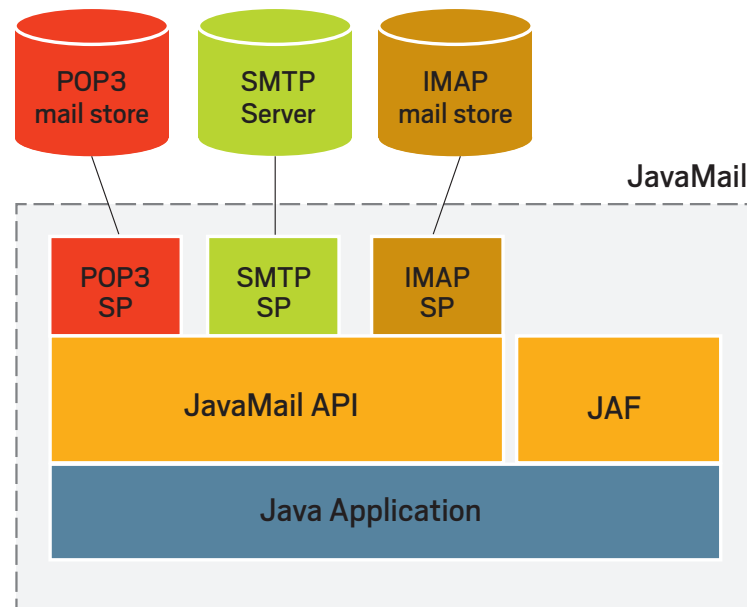 POP3
mail store
SMTP
Server
IMAP
mail store
JavaMail
POP3
SP
SMTP
SP
IMAP
SP
JavaMail API
JAF
Java Application